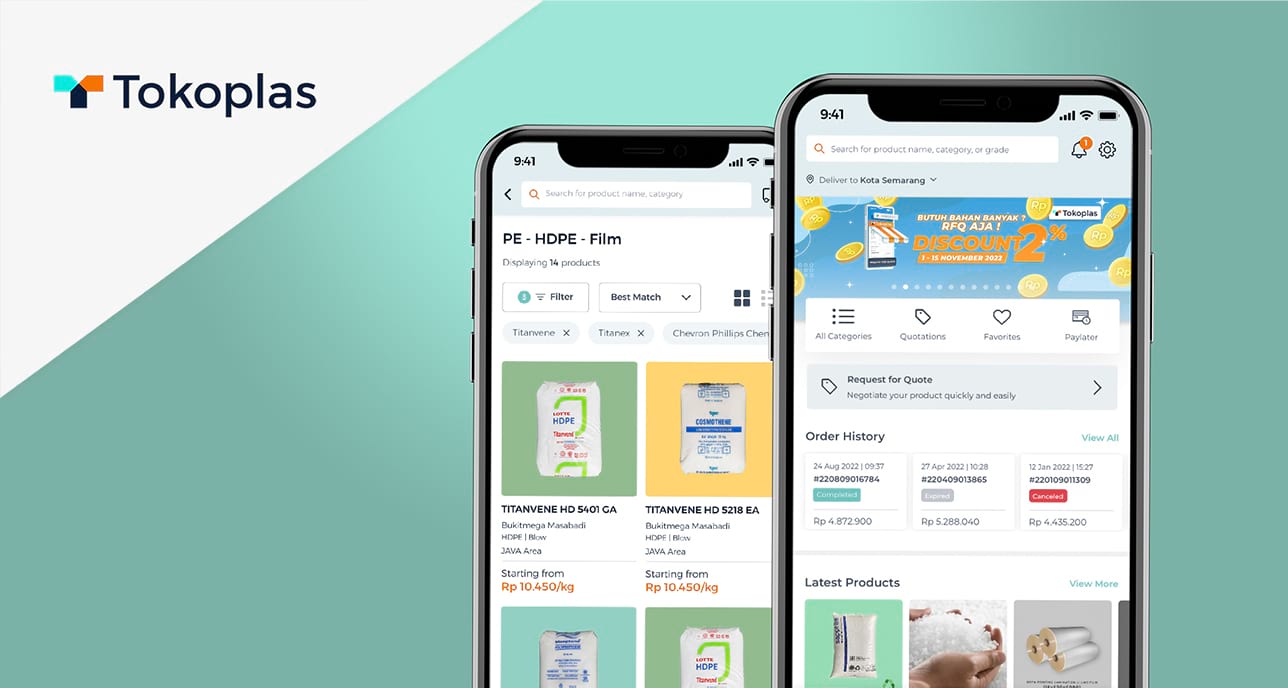 Tokoplas
9:41
Search for product name, category
PE - HDPE - Film
Displaying 14 products
3 Filter
Best Match
Titanvene ×
Titanex ×
Chevron Phillips Chem
LOTTE
HDPE
Titanvene
COSMOTHENE
TITANVENE HD 5401 GA
Bukitmega Masabadi
HDPE | Blow
JAVA Area
Starting from
Rp 10.450/kg
TITANVENE HD 5218 EA
Bukitmega Masabadi
HDPE | Blow
JAVA Area
Starting from
Rp 10.450/kg
LOTTE
HDPE
Titanvene
9:41
Search for product name, category, or grade
1
Deliver to Kota Semarang
Tokoplas
BUTUH BAHAN BANYAK ?
RFQ AJA !
DISCOUNT 2%
1 - 15 NOVEMBER 2022
Rp
Rp
Rp
Rp
Rp
All Categories
Quotations
Favorites
Paylater
Request for Quote
Negotiate your product quickly and easily
Order History
View All
24 Aug 2022 | 09:37
#220809016784
Completed
Rp 4.872.900
27 Apr 2022 | 10:28
#220409013865
Expired
Rp 5.288.040
12 Jan 2022 | 15:27
#220109011309
Canceled
Rp 4.435.200
Latest Products
View More